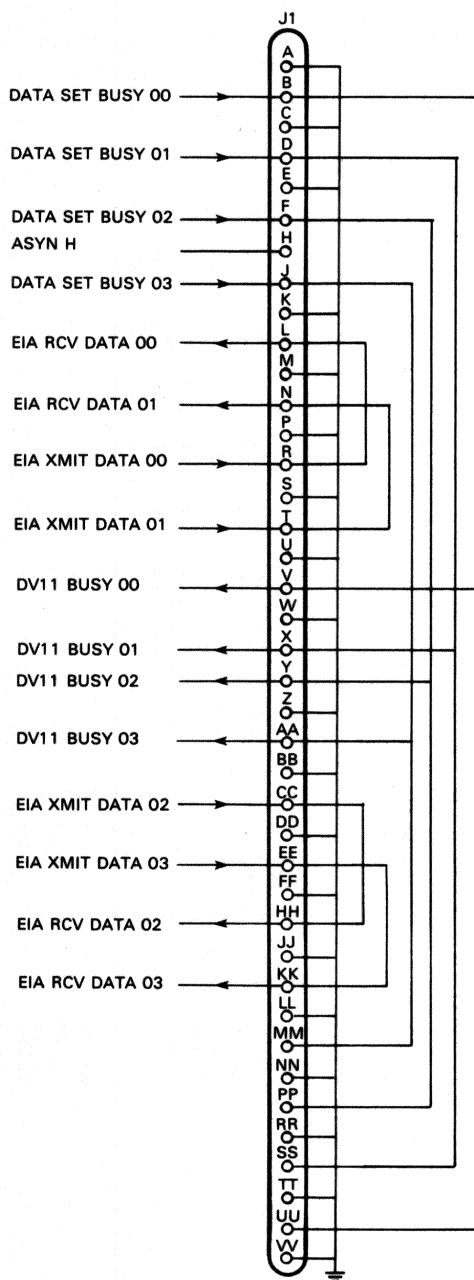 J1
A
DATA SET BUSY 00 B
C
DATA SET BUSY 01 D
E
DATA SET BUSY 02 F
ASYN H H
DATA SET BUSY 03 J
K
EIA RCV DATA 00 L
M
EIA RCV DATA 01 N
P
EIA XMIT DATA 00 R
S
EIA XMIT DATA 01 T
U
DV11 BUSY 00 V
W
DV11 BUSY 01 X
DV11 BUSY 02 Y
Z
DV11 BUSY 03 AA
BB
EIA XMIT DATA 02 CC
DD
EIA XMIT DATA 03 EE
FF
EIA RCV DATA 02 HH
JJ
EIA RCV DATA 03 KK
LL
MM
NN
PP
RR
SS
TT
UU
VV